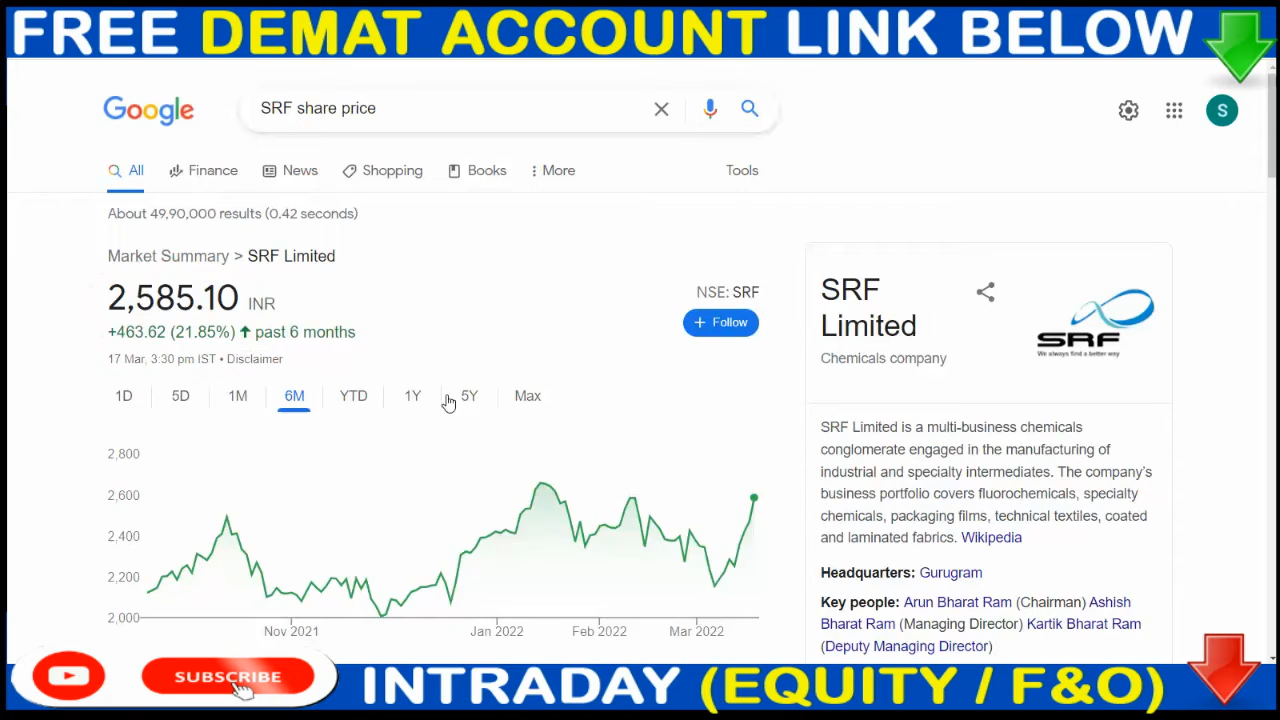 FREE DEMAT ACCOUNT LINK BELOW
Google
SRF share price
S
All
Finance
News
Shopping
Books
More
Tools
About 49,90,000 results (0.42 seconds)
Market Summary > SRF Limited
2,585.10 INR
+463.62 (21.85%) ↑ past 6 months
17 Mar, 3:30 pm IST • Disclaimer
NSE: SRF
+ Follow
1D 5D 1M 6M YTD 1Y 5Y Max
2,800
2,600
2,400
2,200
2,000
Nov 2021 Jan 2022 Feb 2022 Mar 2022
SRF
Limited
Chemicals company
SRF
We always find a better way
SRF Limited is a multi-business chemicals
conglomerate engaged in the manufacturing of
industrial and specialty intermediates. The company's
business portfolio covers fluorochemicals, specialty
chemicals, packaging films, technical textiles, coated
and laminated fabrics. Wikipedia
Headquarters: Gurugram
Key people: Arun Bharat Ram (Chairman) Ashish
Bharat Ram (Managing Director) Kartik Bharat Ram
(Deputy Managing Director)
SUBSCRIBE
INTRADAY (EQUITY / F&O)